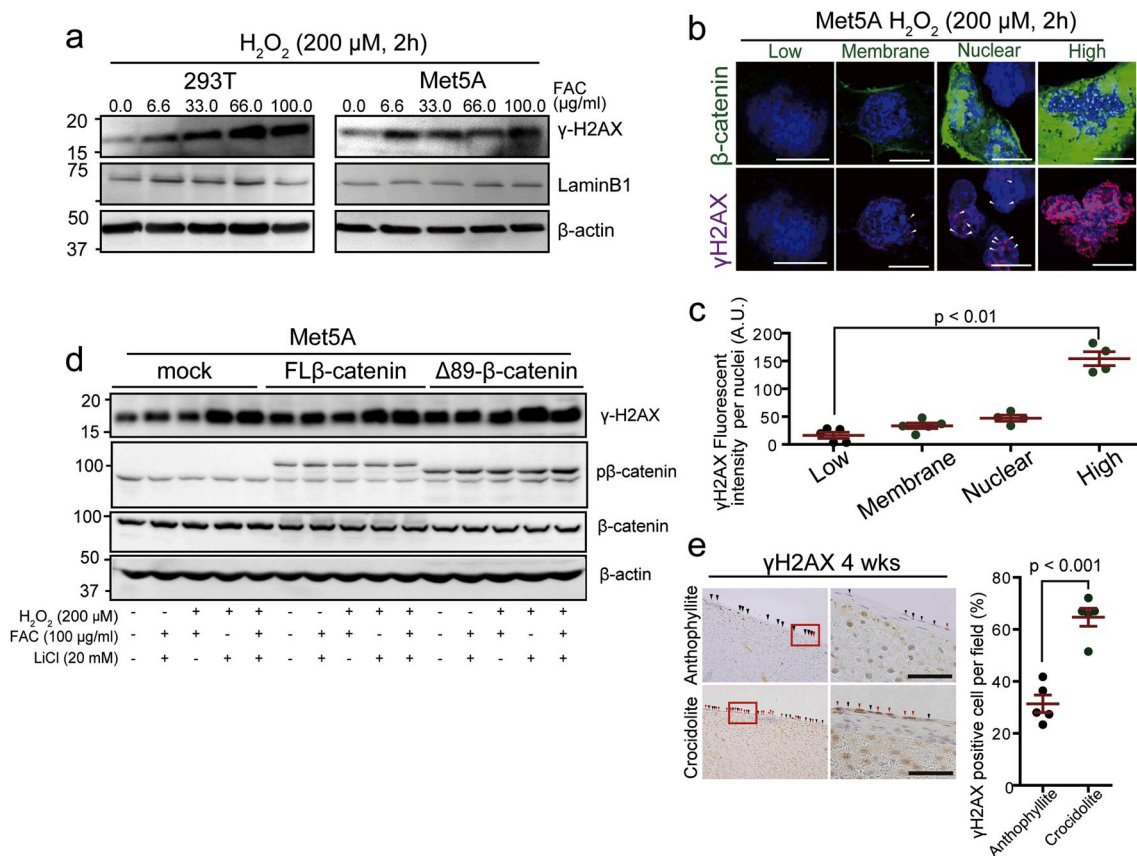 a
H2O2 (200 µM, 2h)
293T
Met5A
0.0 6.6 33.0 66.0 100.0
0.0 6.6 33.0 66.0 100.0
FAC
(µg/ml)
20
15
γ-H2AX
75
LaminB1
50
37
β-actin
b
Met5A H2O2 (200 µM, 2h)
Low Membrane Nuclear High
β-catenin
γH2AX
c
γH2AX Fluorescent
intensity per nuclei (A.U.)
200
150
100
50
0
p < 0.01
Low
Membrane
Nuclear
High
d
Met5A
mock FLβ-catenin Δ89-β-catenin
20
15
γ-H2AX
100
pβ-catenin
100
β-catenin
50
37
β-actin
H2O2 (200 µM) - - + + + - - + + + - - + + +
FAC (100 µg/ml) - + + - + - + + - + - + + - +
LiCl (20 mM) - + - + + - + - + + - + - + +
e
γH2AX 4 wks
Anthophyllite
Crocidolite
γH2AX positive cell per field (%)
80
60
40
20
0
p < 0.001
Anthophyllite
Crocidolite